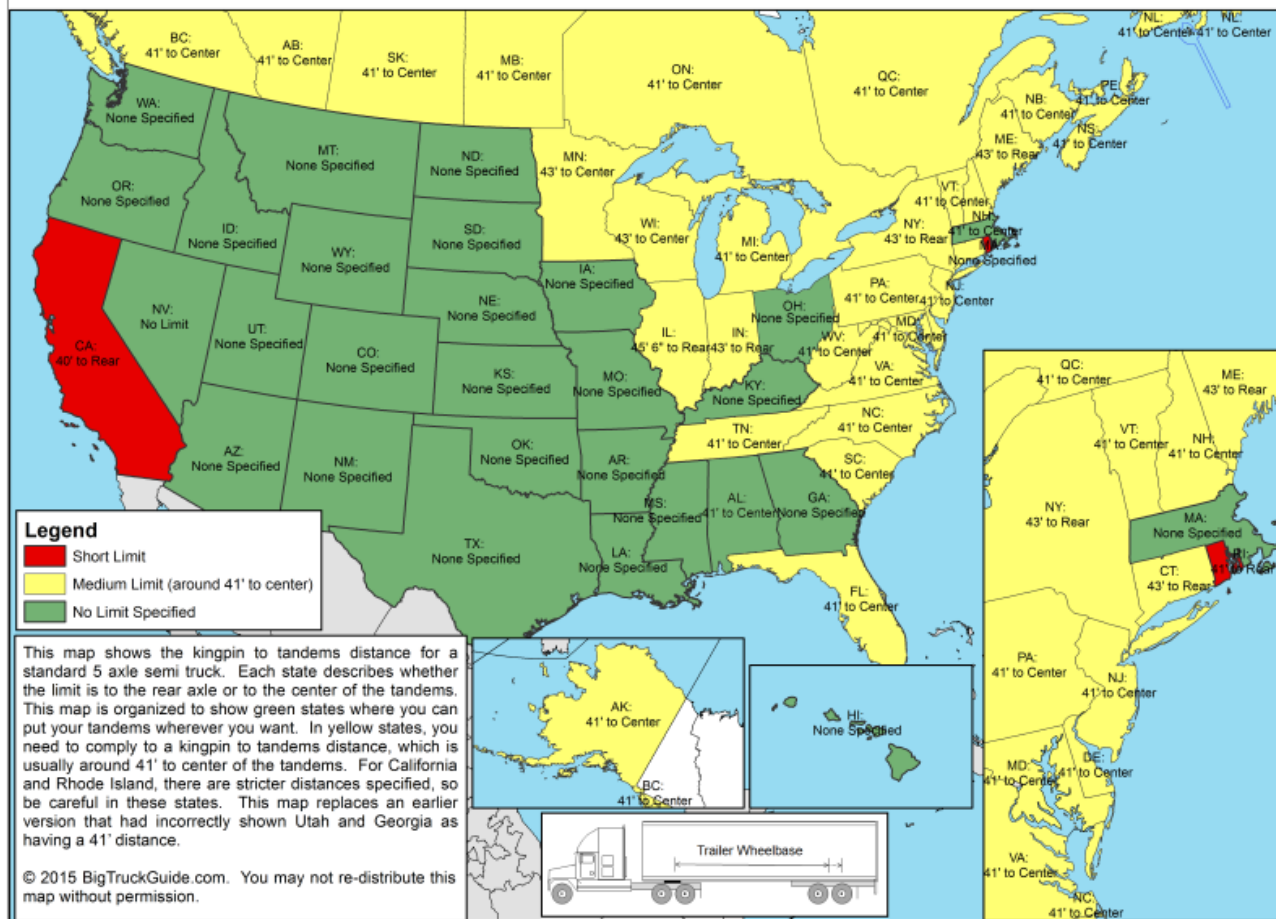 BC:
41' to Center
AB:
41' to Center
SK:
41' to Center
MB:
41' to Center
ON:
41' to Center
QC:
41' to Center
NL:
41' to Center
NL:
41' to Center
PE:
41' to Center
NB:
41' to Center
NS:
41' to Center
ME:
43' to Rear
WA:
None Specified
MT:
None Specified
ND:
None Specified
MN:
43' to Center
VT:
41' to Center
NH:
41' to Center
OR:
None Specified
ID:
None Specified
WY:
None Specified
SD:
None Specified
WI:
43' to Center
MI:
41' to Center
NY:
43' to Rear
MA:
None Specified
IA:
None Specified
NE:
None Specified
PA:
41' to Center
NJ:
41' to Center
NV:
No Limit
UT:
None Specified
CO:
None Specified
OH:
None Specified
MD:
41' to Center
CA:
40' to Rear
IL:
45' 6" to Rear
IN:
43' to Rear
WV:
41' to Center
VA:
41' to Center
KS:
None Specified
MO:
None Specified
KY:
None Specified
NC:
41' to Center
TN:
41' to Center
AZ:
None Specified
NM:
None Specified
OK:
None Specified
AR:
None Specified
SC:
41' to Center
MS:
None Specified
AL:
41' to Center
GA:
None Specified
TX:
None Specified
LA:
None Specified
FL:
41' to Center
Legend
Short Limit
Medium Limit (around 41' to center)
No Limit Specified
This map shows the kingpin to tandems distance for a
standard 5 axle semi truck. Each state describes whether
the limit is to the rear axle or to the center of the tandems.
This map is organized to show green states where you can
put your tandems wherever you want. In yellow states, you
need to comply to a kingpin to tandems distance, which is
usually around 41' to center of the tandems. For California
and Rhode Island, there are stricter distances specified, so
be careful in these states. This map replaces an earlier
version that had incorrectly shown Utah and Georgia as
having a 41' distance.
© 2015 BigTruckGuide.com. You may not re-distribute this
map without permission.
AK:
41' to Center
BC:
41' to Center
HI:
None Specified
Trailer Wheelbase
QC:
41' to Center
ME:
43' to Rear
VT:
41' to Center
NH:
41' to Center
NY:
43' to Rear
MA:
None Specified
RI:
41' to Rear
CT:
43' to Rear
PA:
41' to Center
NJ:
41' to Center
MD:
41' to Center
DE:
41' to Center
VA:
41' to Center
NC:
41' to Center